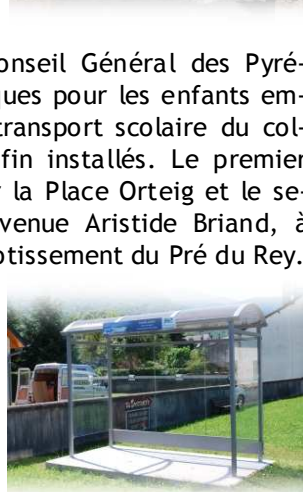 onseil Général des Pyré-
ques pour les enfants em-
transport scolaire du col-
fin installés. Le premier
r la Place Orteig et le se-
venue Aristide Briand, à
otissement du Pré du Rey.